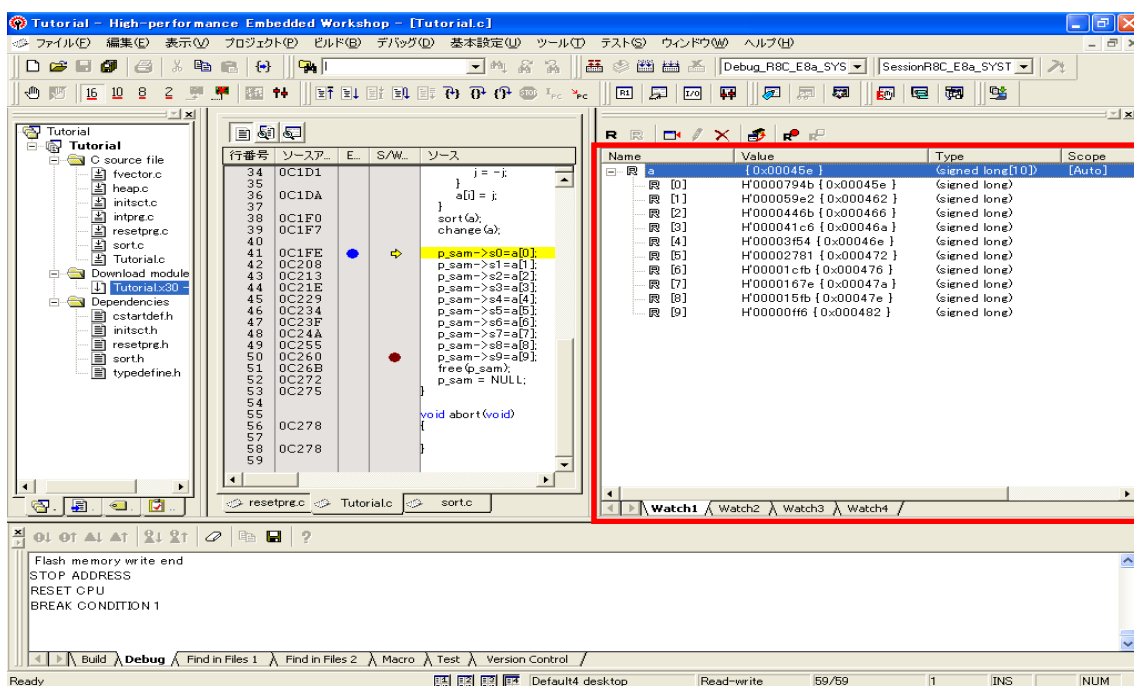 Tutorial - High-performance Embedded Workshop - [Tutorial.c]
ファイル(F) 編集(E) 表示(V) プロジェクト(P) ビルド(B) デバッグ(D) 基本設定(U) ツール(T) テスト(S) ウィンドウ(W) ヘルプ(H)
Debug_R8C_E8a_SYS SessionR8C_E8a_SYST
16 10 8 2
Tutorial
Tutorial
C source file
fvector.c
heap.c
initsct.c
intprg.c
resetprg.c
sort.c
Tutorial.c
Download module
Tutorial.x30 -
Dependencies
cstartdef.h
initsct.h
resetprg.h
sort.h
typedefine.h
行番号 ソースア... E... S/W... ソース
34 0C1D1 j = -j;
35 }
36 0C1DA a[i] = j;
37 }
38 0C1F0 sort(a);
39 0C1F7 change(a);
40
41 0C1FE p_sam->s0=a[0];
42 0C208 p_sam->s1=a[1];
43 0C213 p_sam->s2=a[2];
44 0C21E p_sam->s3=a[3];
45 0C229 p_sam->s4=a[4];
46 0C234 p_sam->s5=a[5];
47 0C23F p_sam->s6=a[6];
48 0C24A p_sam->s7=a[7];
49 0C255 p_sam->s8=a[8];
50 0C260 p_sam->s9=a[9];
51 0C26B free(p_sam);
52 0C272 p_sam = NULL;
53 0C275 }
54
55 void abort(void)
56 0C278 {
57
58 0C278 }
59
resetprg.c Tutorial.c sort.c
Name Value Type Scope
R a { 0x00045e } (signed long[10]) [Auto]
R [0] H'0000794b { 0x00045e } (signed long)
R [1] H'000059e2 { 0x000462 } (signed long)
R [2] H'0000446b { 0x000466 } (signed long)
R [3] H'000041c6 { 0x00046a } (signed long)
R [4] H'00003f54 { 0x00046e } (signed long)
R [5] H'00002781 { 0x000472 } (signed long)
R [6] H'00001cfb { 0x000476 } (signed long)
R [7] H'0000167e { 0x00047a } (signed long)
R [8] H'000015fb { 0x00047e } (signed long)
R [9] H'00000ff6 { 0x000482 } (signed long)
Watch1 Watch2 Watch3 Watch4
Flash memory write end
STOP ADDRESS
RESET CPU
BREAK CONDITION 1
Build Debug Find in Files 1 Find in Files 2 Macro Test Version Control
Ready Default4 desktop Read-write 59/59 1 INS NUM